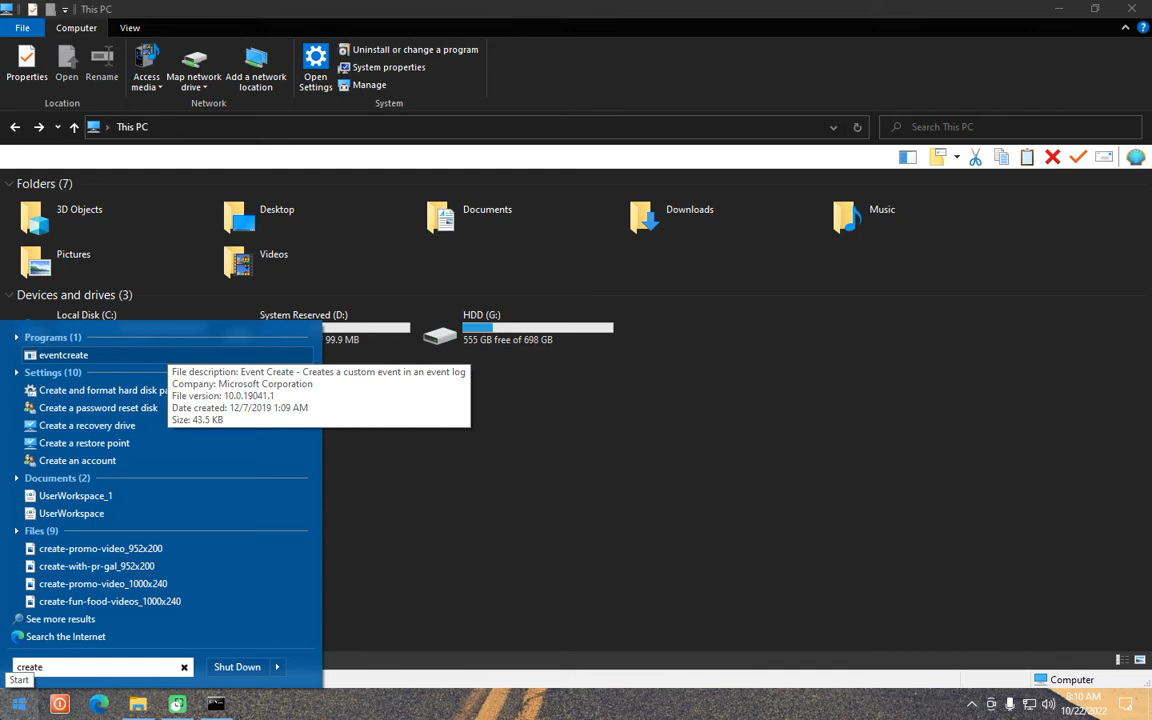 This PC
File
Computer
View
Properties
Open
Rename
Access media
Map network drive
Add a network location
Open Settings
Uninstall or change a program
System properties
Manage
Location
Network
System
This PC
Search This PC
Folders (7)
3D Objects
Desktop
Documents
Downloads
Music
Pictures
Videos
Devices and drives (3)
Local Disk (C:)
System Reserved (D:)
99.9 MB
HDD (G:)
555 GB free of 698 GB
Programs (1)
eventcreate
File description: Event Create - Creates a custom event in an event log
Company: Microsoft Corporation
File version: 10.0.19041.1
Date created: 12/7/2019 1:09 AM
Size: 43.5 KB
Settings (10)
Create and format hard disk pa
Create a password reset disk
Create a recovery drive
Create a restore point
Create an account
Documents (2)
UserWorkspace_1
UserWorkspace
Files (9)
create-promo-video_952x200
create-with-pr-gal_952x200
create-promo-video_1000x240
create-fun-food-videos_1000x240
See more results
Search the Internet
create
Shut Down
Start
Computer
8:10 AM
10/22/2022